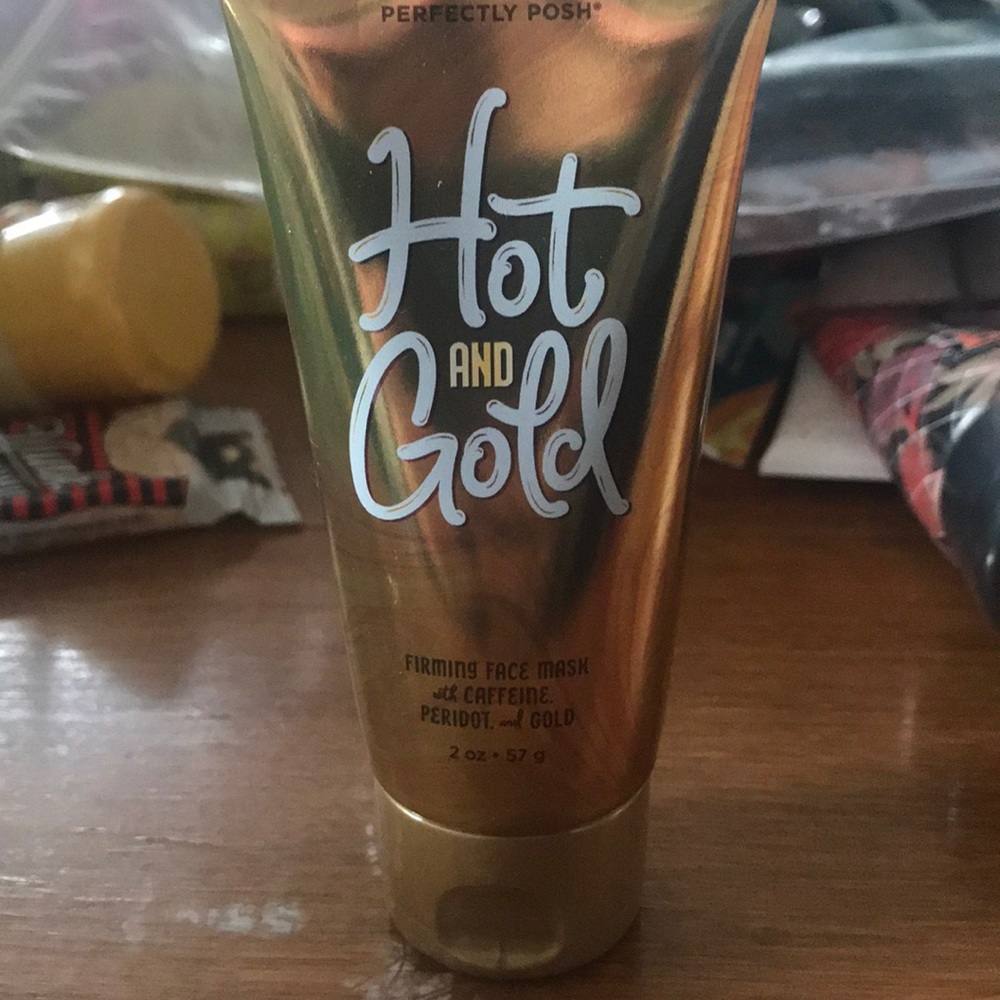 PERFECTLY POSH®
Hot
AND
Gold
FIRMING FACE MASK
with CAFFEINE,
PERIDOT, and GOLD
2 oz • 57 g